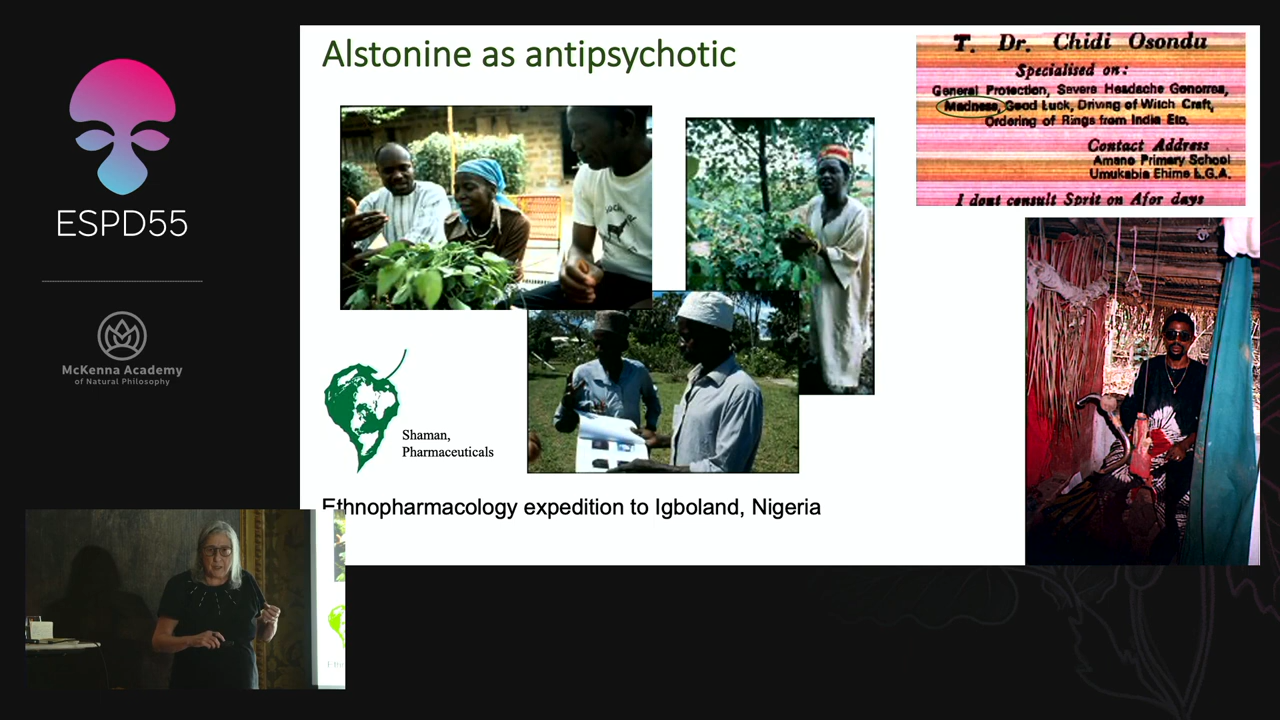 ESPD55
McKenna Academy
of Natural Philosophy
Alstonine as antipsychotic
T. Dr. Chidi Osondu
Specialised on:
General Protection, Severe Headache Gonorrea,
Madness, Good Luck, Driving of Witch Craft,
Ordering of Rings from India Etc.
Contact Address
Amano Primary School
Umukabia Ehime L.G.A.
I dont consult Sprit on Afor days
Shaman,
Pharmaceuticals
Ethnopharmacology expedition to Igboland, Nigeria